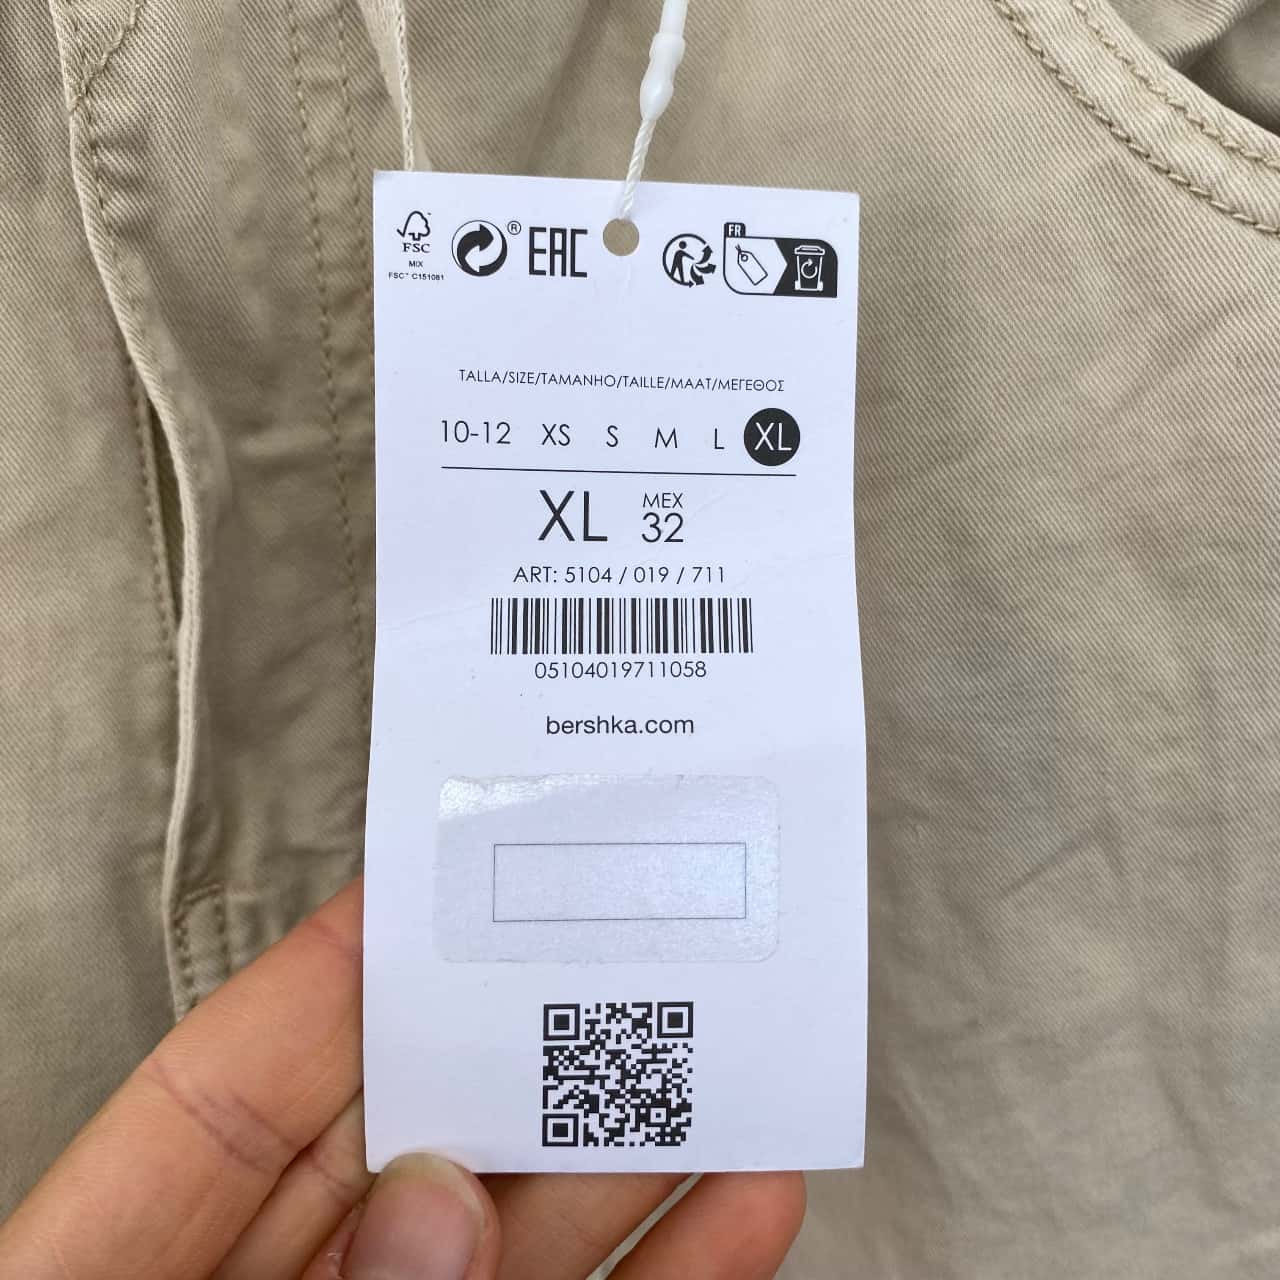 FSC
MIX
FSC™ C151081
®
EAC
FR
TALLA/SIZE/TAMANHO/TAILLE/MAAT/ΜΕΓΕΘΟΣ
10-12 XS S M L XL
XL MEX 32
ART: 5104 / 019 / 711
05104019711058
bershka.com